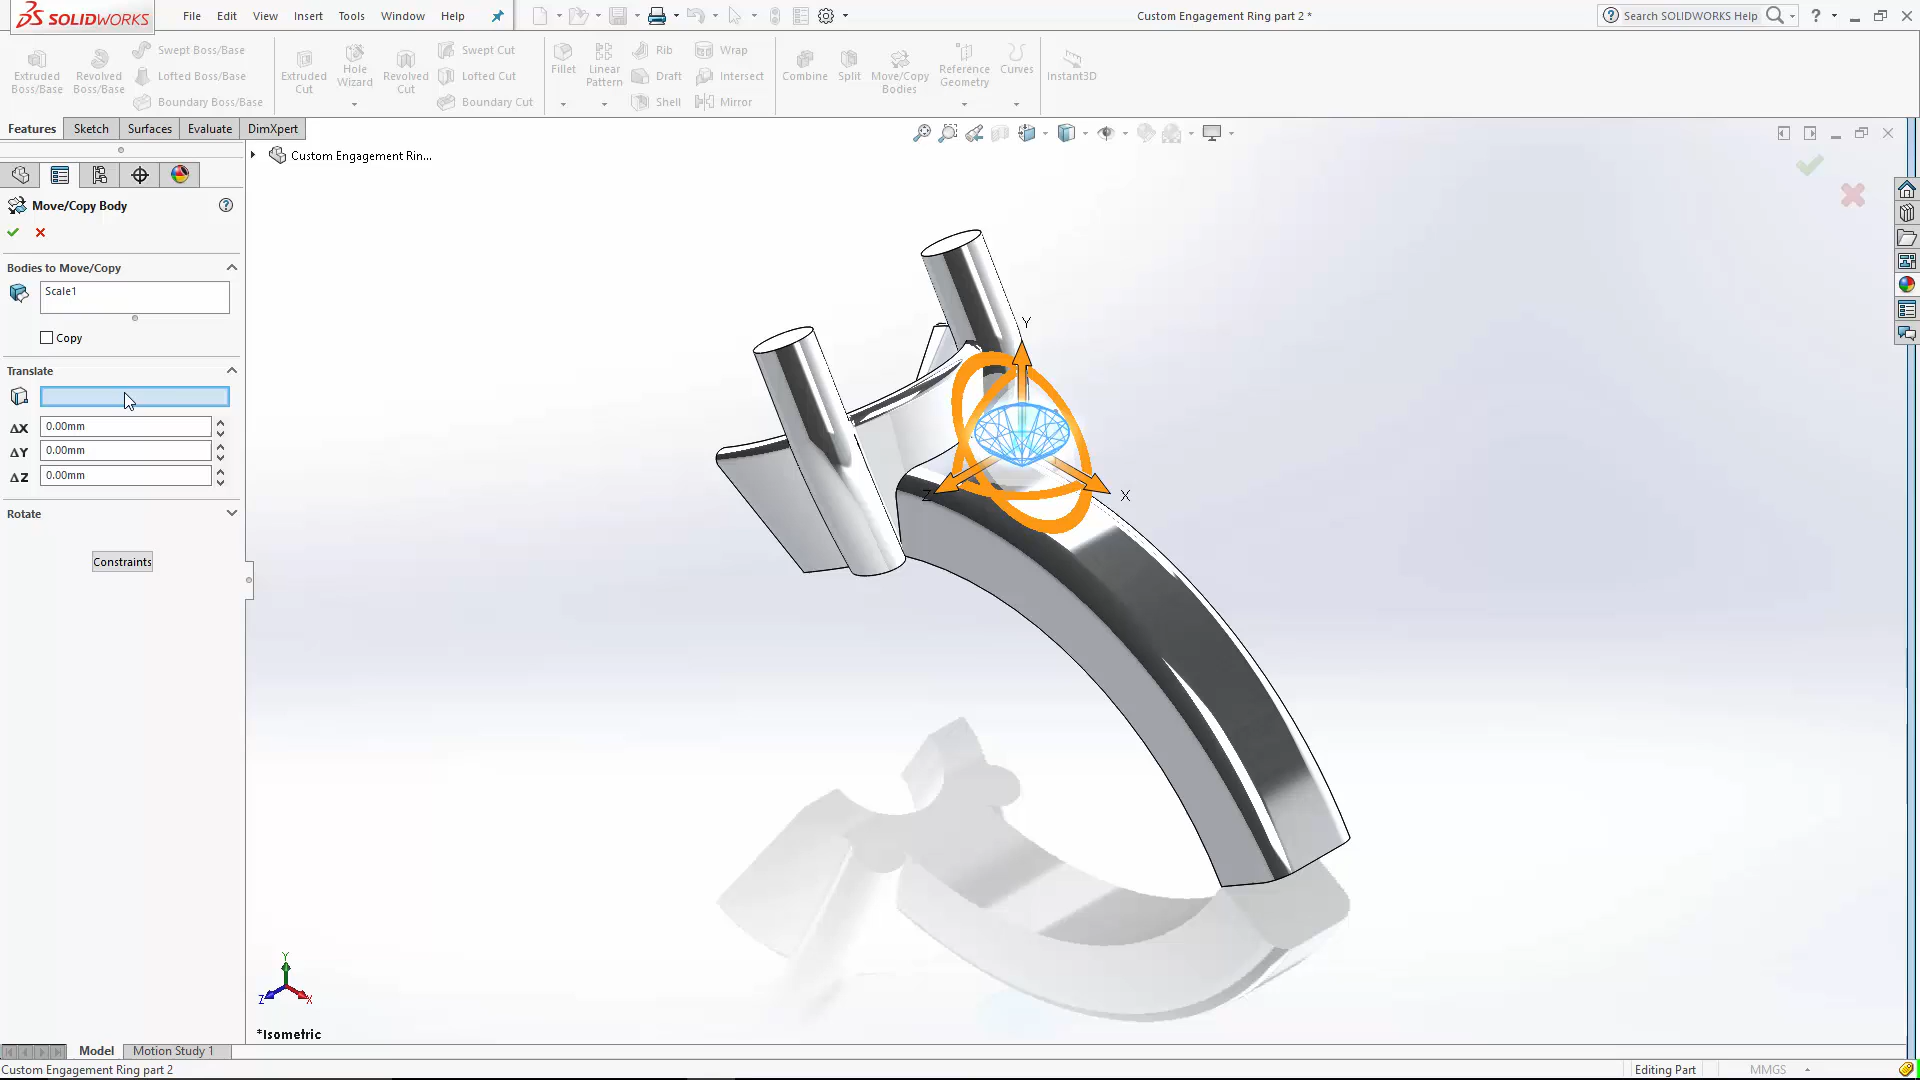 SOLIDWORKS
File Edit View Insert Tools Window Help
Custom Engagement Ring part 2 *
Search SOLIDWORKS Help
Extruded Boss/Base
Revolved Boss/Base
Swept Boss/Base
Lofted Boss/Base
Boundary Boss/Base
Extruded Cut
Hole Wizard
Revolved Cut
Swept Cut
Lofted Cut
Boundary Cut
Fillet
Linear Pattern
Rib
Draft
Shell
Wrap
Intersect
Mirror
Combine
Split
Move/Copy Bodies
Reference Geometry
Curves
Instant3D
Features Sketch Surfaces Evaluate DimXpert
Custom Engagement Rin...
Move/Copy Body
Bodies to Move/Copy
Scale1
Copy
Translate
ΔX 0.00mm
ΔY 0.00mm
ΔZ 0.00mm
Rotate
Constraints
Y
Z
X
Y
Z
X
*Isometric
Model Motion Study 1
Custom Engagement Ring part 2
Editing Part
MMGS